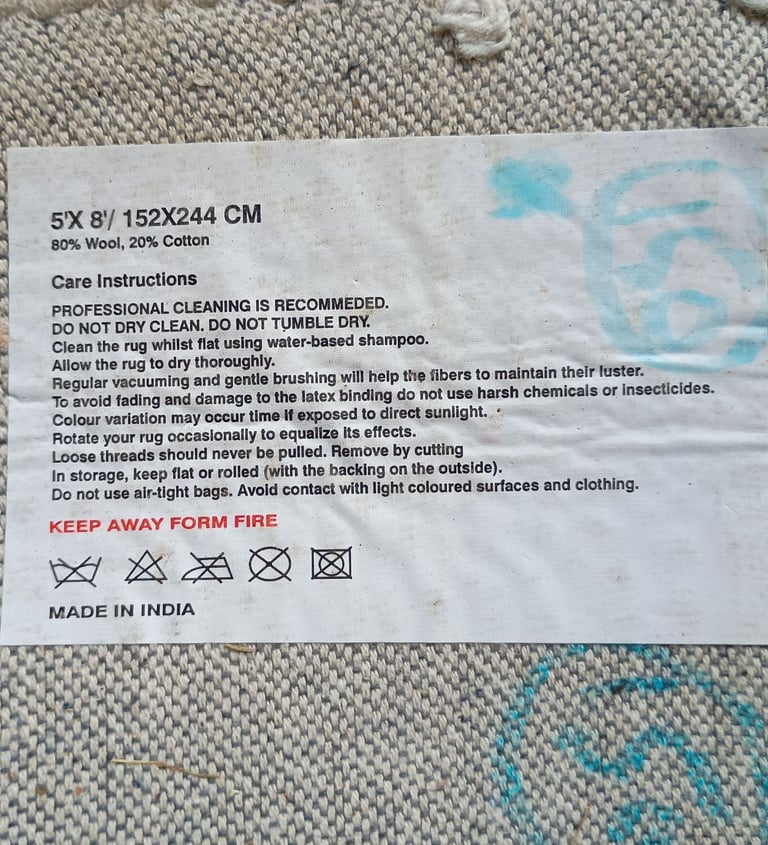 5'X 8'/ 152X244 CM
80% Wool, 20% Cotton
Care Instructions
PROFESSIONAL CLEANING IS RECOMMEDED.
DO NOT DRY CLEAN. DO NOT TUMBLE DRY.
Clean the rug whilst flat using water-based shampoo.
Allow the rug to dry thoroughly.
Regular vacuuming and gentle brushing will help the fibers to maintain their luster.
To avoid fading and damage to the latex binding do not use harsh chemicals or insecticides.
Colour variation may occur time if exposed to direct sunlight.
Rotate your rug occasionally to equalize its effects.
Loose threads should never be pulled. Remove by cutting
In storage, keep flat or rolled (with the backing on the outside).
Do not use air-tight bags. Avoid contact with light coloured surfaces and clothing.
KEEP AWAY FORM FIRE
MADE IN INDIA